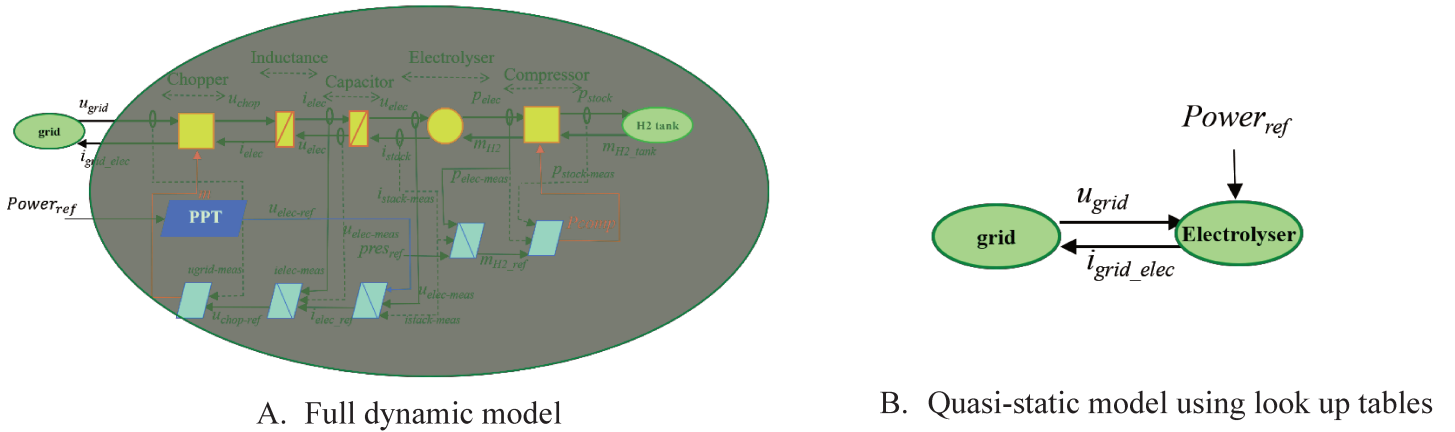 Inductance
Electrolyser
Chopper
Capacitor
Compressor
u_grid
u_chop
i_elec
u_elec
p_elec
p_stock
grid
H2 tank
i_grid_elec
i_elec
u_elec
i_stack
m_H2
m_H2_tank
p_elec-meas
p_stock-meas
i_stack-meas
Power_ref
PPT
u_elec-ref
u_elec-meas
pres_ref
m_H2_ref
ugrid-meas
ielec-meas
u_elec-meas
u_chop-ref
i_elec_ref
istack-meas
A. Full dynamic model
Power_ref
u_grid
grid
Electrolyser
i_grid_elec
B. Quasi-static model using look up tables